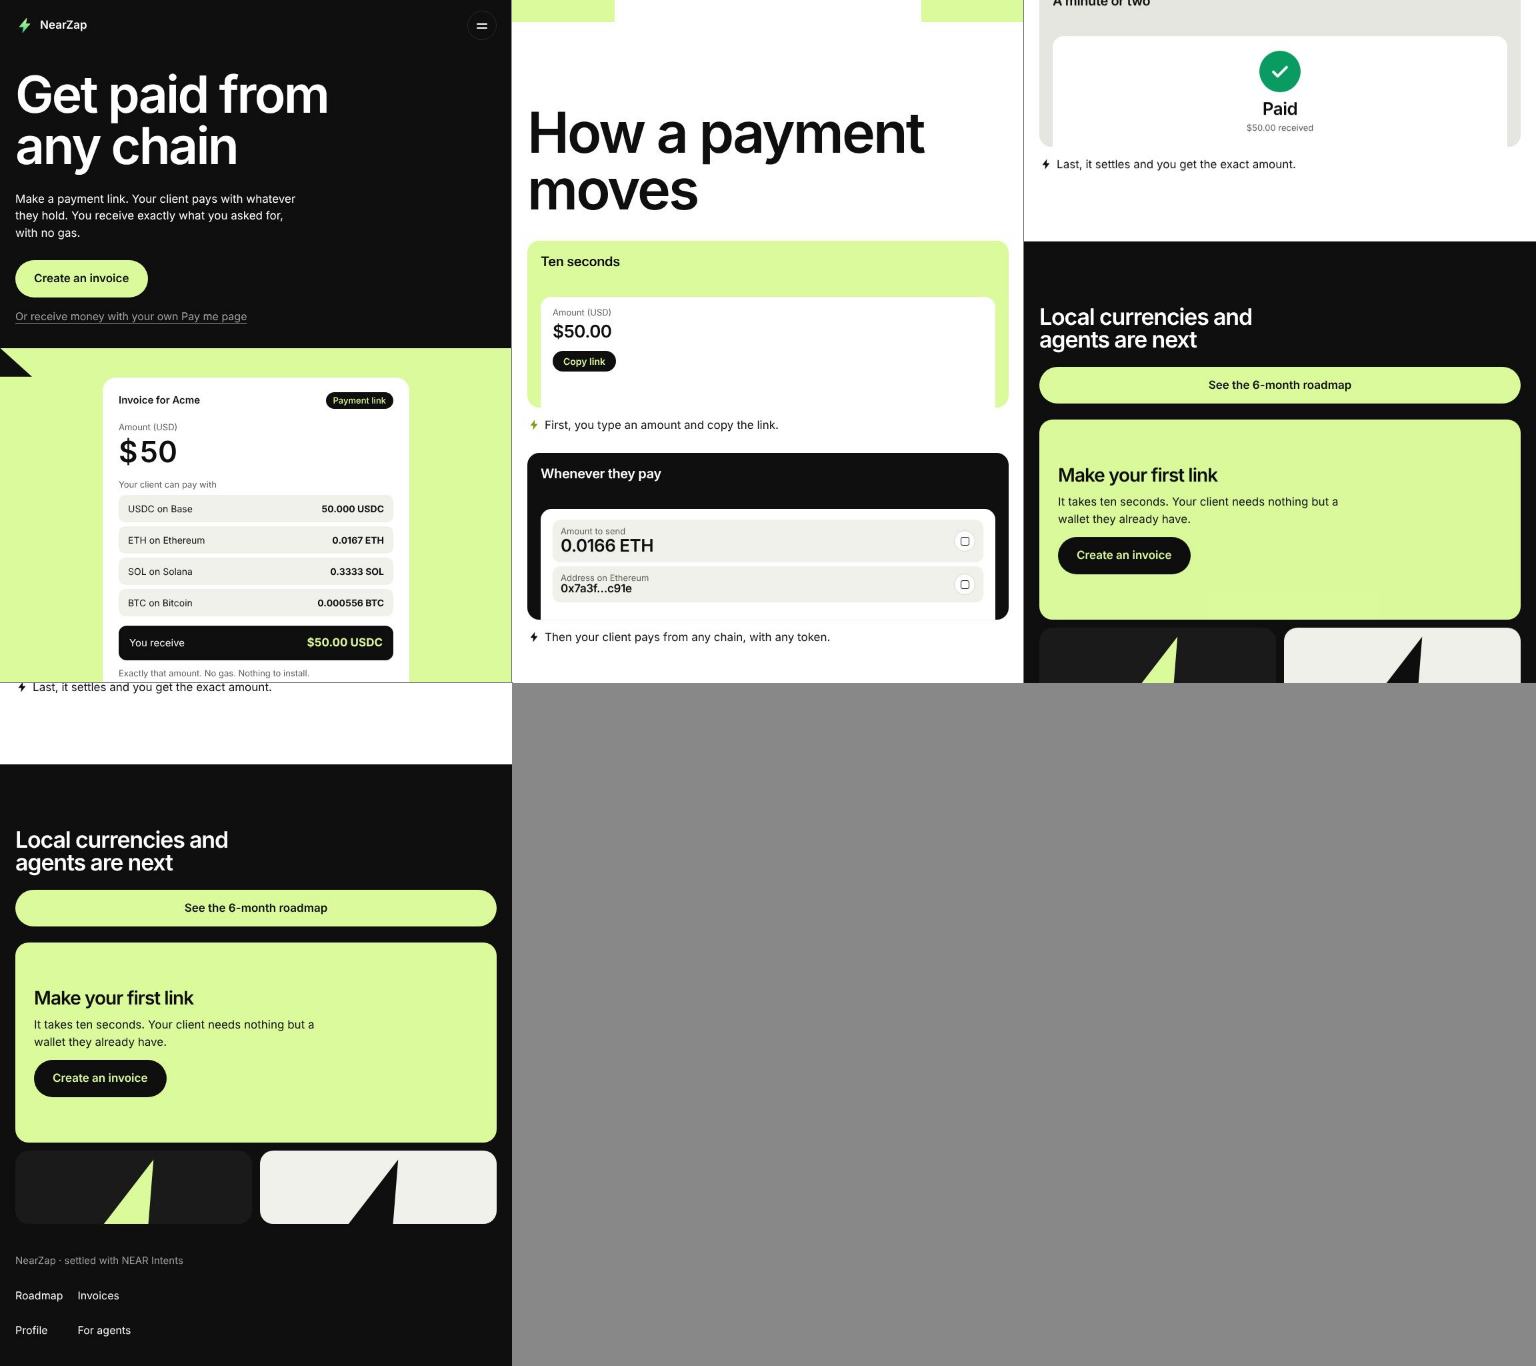 NearZap
Get paid from
any chain
Make a payment link. Your client pays with whatever
they hold. You receive exactly what you asked for,
with no gas.
Create an invoice
Or receive money with your own Pay me page
Invoice for Acme
Payment link
Amount (USD)
$50
Your client can pay with
USDC on Base
50.000 USDC
ETH on Ethereum
0.0167 ETH
SOL on Solana
0.3333 SOL
BTC on Bitcoin
0.000556 BTC
You receive
$50.00 USDC
Exactly that amount. No gas. Nothing to install.
How a payment
moves
Ten seconds
Amount (USD)
$50.00
Copy link
First, you type an amount and copy the link.
Whenever they pay
Amount to send
0.0166 ETH
Address on Ethereum
0x7a3f...c91e
Then your client pays from any chain, with any token.
A minute or two
Paid
$50.00 received
Last, it settles and you get the exact amount.
Local currencies and
agents are next
See the 6-month roadmap
Make your first link
It takes ten seconds. Your client needs nothing but a
wallet they already have.
Create an invoice
Last, it settles and you get the exact amount.
Local currencies and
agents are next
See the 6-month roadmap
Make your first link
It takes ten seconds. Your client needs nothing but a
wallet they already have.
Create an invoice
NearZap - settled with NEAR Intents
Roadmap
Invoices
Profile
For agents